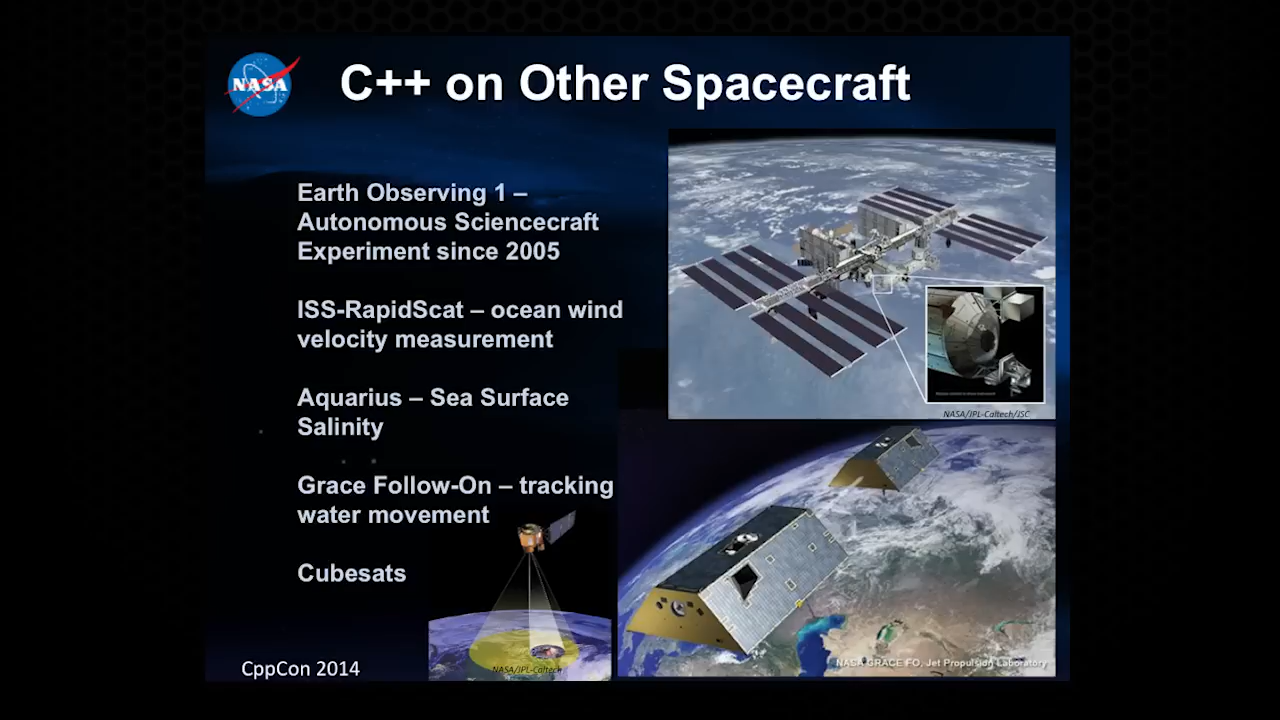 NASA
C++ on Other Spacecraft
Earth Observing 1 –
Autonomous Sciencecraft
Experiment since 2005
ISS-RapidScat – ocean wind
velocity measurement
Aquarius – Sea Surface
Salinity
Grace Follow-On – tracking
water movement
Cubesats
NASA/JPL-Caltech/JSC
NASA GRACE FO, Jet Propulsion Laboratory
NASA/JPL-Caltech
CppCon 2014